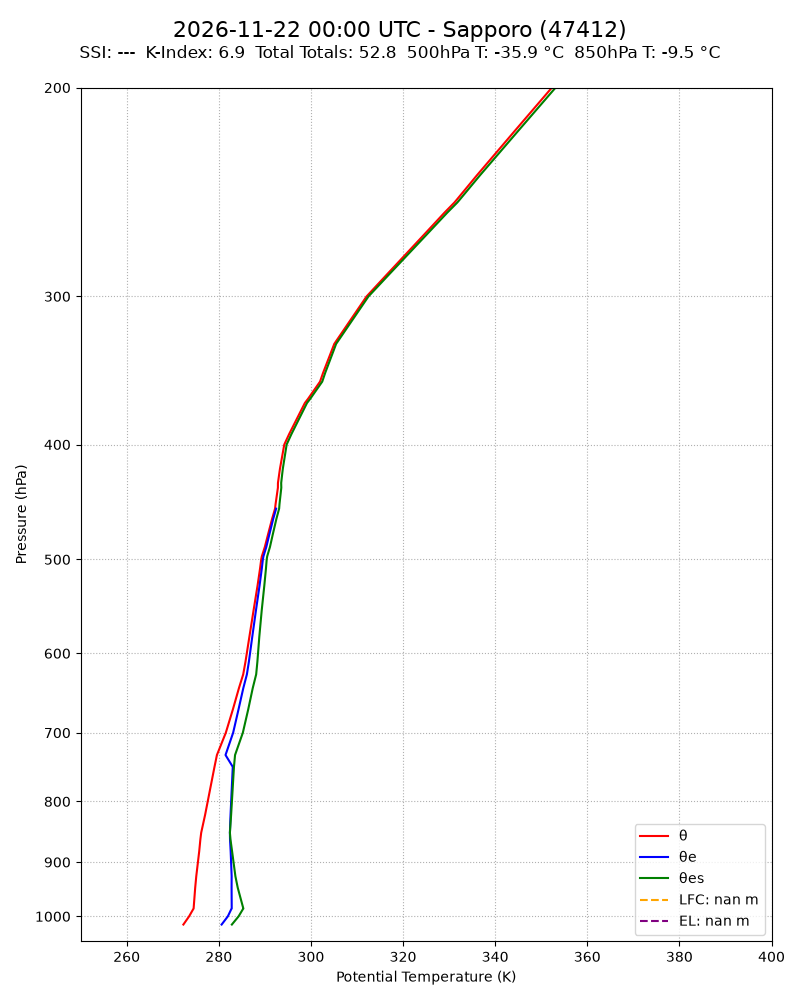 2026-11-22 00:00 UTC - Sapporo (47412)
SSI: --- K-Index: 6.9 Total Totals: 52.8 500hPa T: -35.9 °C 850hPa T: -9.5 °C
200
300
400
500
600
700
800
900
1000
Pressure (hPa)
260 280 300 320 340 360 380 400
Potential Temperature (K)
θ
θe
θes
LFC: nan m
EL: nan m